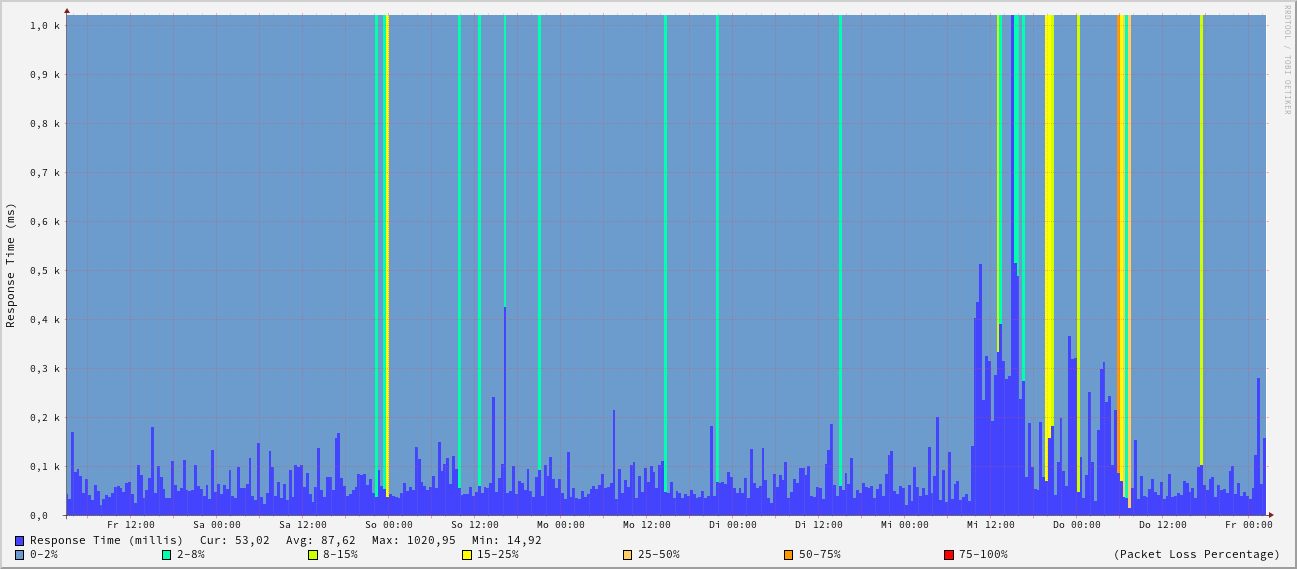 RRDTOOL / TOBI OETIKER
Response Time (ms)
1,0 k
0,9 k
0,8 k
0,7 k
0,6 k
0,5 k
0,4 k
0,3 k
0,2 k
0,1 k
0,0
Fr 12:00 Sa 00:00 Sa 12:00 So 00:00 So 12:00 Mo 00:00 Mo 12:00 Di 00:00 Di 12:00 Mi 00:00 Mi 12:00 Do 00:00 Do 12:00 Fr 00:00
Response Time (millis) Cur: 53,02 Avg: 87,62 Max: 1020,95 Min: 14,92
0-2% 2-8% 8-15% 15-25% 25-50% 50-75% 75-100% (Packet Loss Percentage)